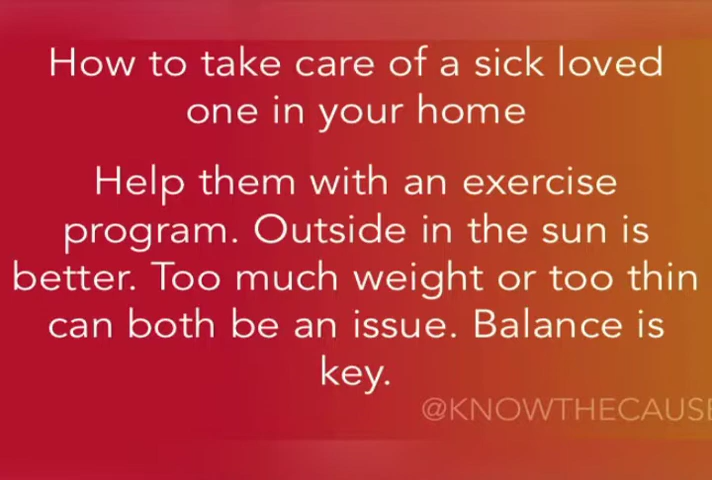 How to take care of a sick loved
one in your home
Help them with an exercise
program. Outside in the sun is
better. Too much weight or too thin
can both be an issue. Balance is
key.
@KNOWTHECAUSE